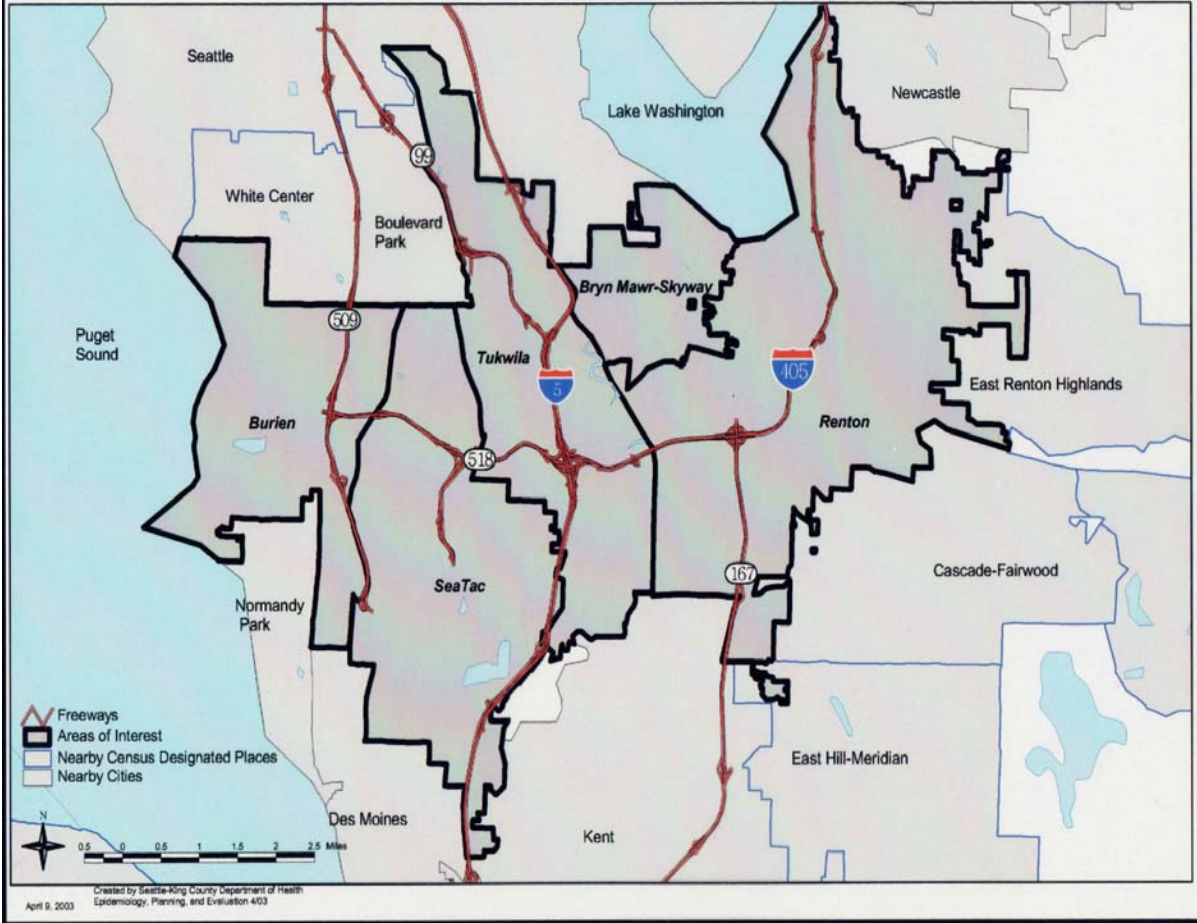 Seattle
Newcastle
Lake Washington
99
White Center
Boulevard
Park
Bryn Mawr-Skyway
509
Puget
Sound
Tukwila
5
405
East Renton Highlands
Burien
Renton
518
167
Cascade-Fairwood
SeaTac
Normandy
Park
Freeways
Areas of Interest
Nearby Census Designated Places
Nearby Cities
East Hill-Meridian
Des Moines
Kent
N
0.5 0 0.5 1 1.5 2 2.5 Miles
April 9, 2003
Created by Seattle-King County Department of Health
Epidemiology, Planning, and Evaluation 4/03